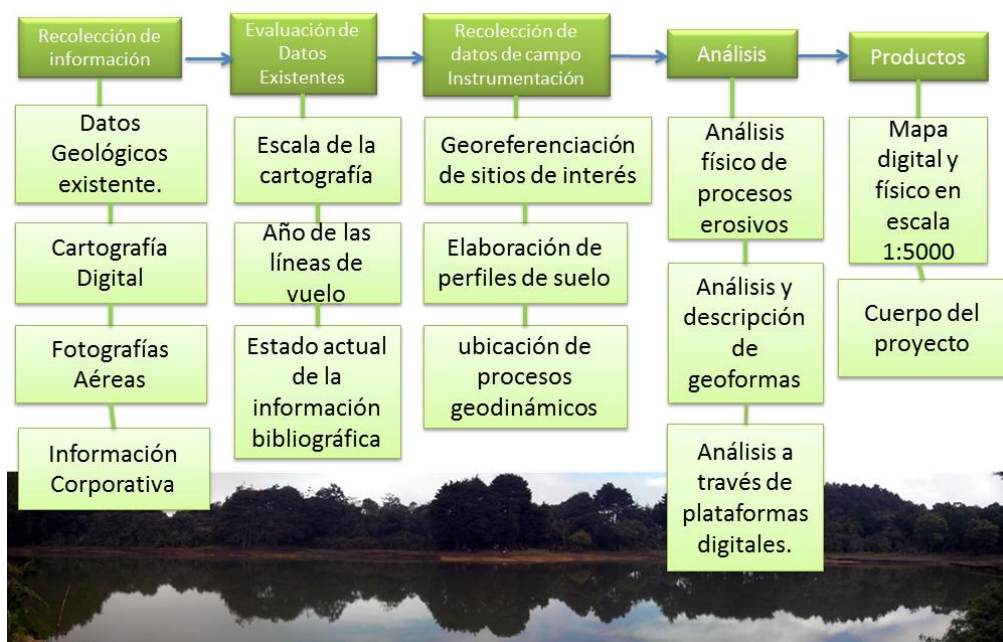 Recolección de
información
Evaluación de
Datos
Existentes
Recolección de
datos de campo
Instrumentación
Análisis
Productos
Datos
Geológicos
existente.
Cartografía
Digital
Fotografías
Aéreas
Información
Corporativa
Escala de la
cartografía
Año de las
líneas de
vuelo
Estado actual
de la
información
bibliográfica
Georeferenciación
de sitios de interés
Elaboración de
perfiles de suelo
ubicación de
procesos
geodinámicos
Análisis
físico de
procesos
erosivos
Análisis y
descripción
de
geoformas
Análisis a
través de
plataformas
digitales.
Mapa
digital y
físico en
escala
1:5000
Cuerpo del
proyecto